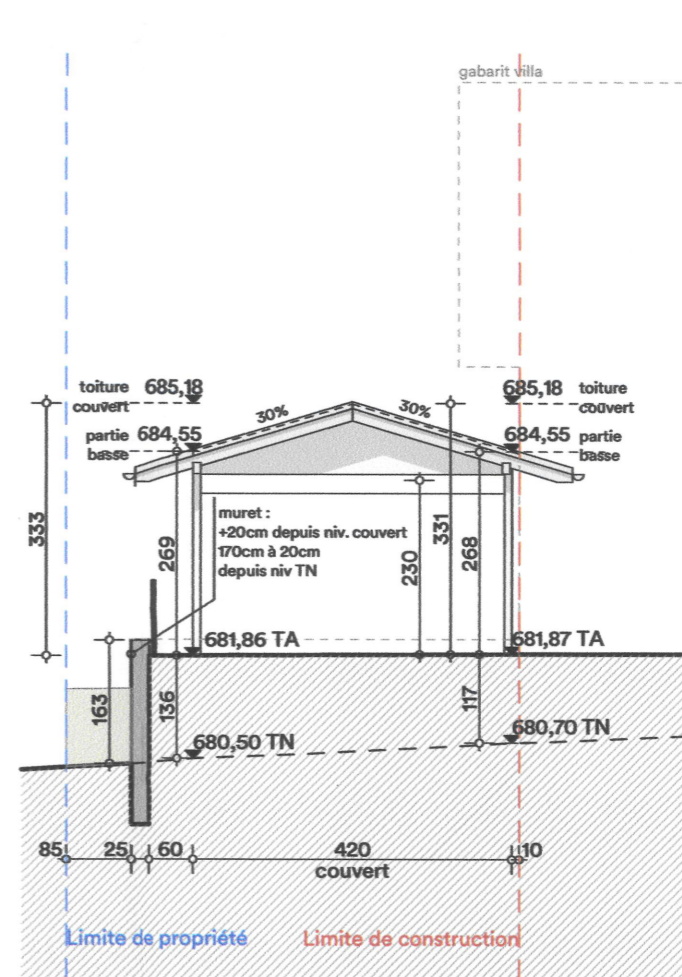 gabarit villa
toiture 685,18
couvert
685,18 toiture
couvert
30%
30%
partie 684,55
basse
684,55 partie
basse
muret :
+20cm depuis niv. couvert
170cm à 20cm
depuis niv TN
333
269
230
331
268
681,86 TA
681,87 TA
163
136
117
680,50 TN
680,70 TN
85
25
60
420
10
couvert
Limite de propriété
Limite de construction